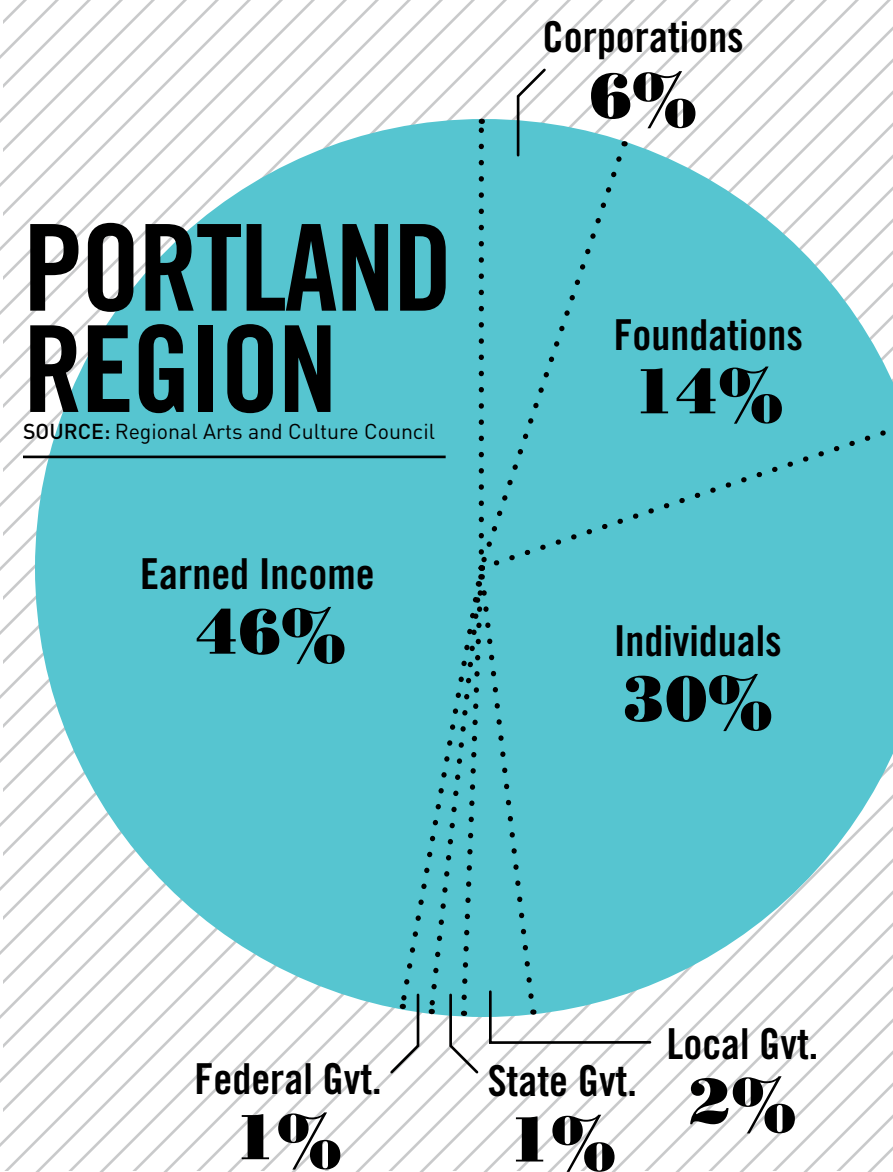 Corporations
6%
PORTLAND
REGION
SOURCE: Regional Arts and Culture Council
Foundations
14%
Earned Income
46%
Individuals
30%
Local Gvt.
2%
Federal Gvt.
1%
State Gvt.
1%